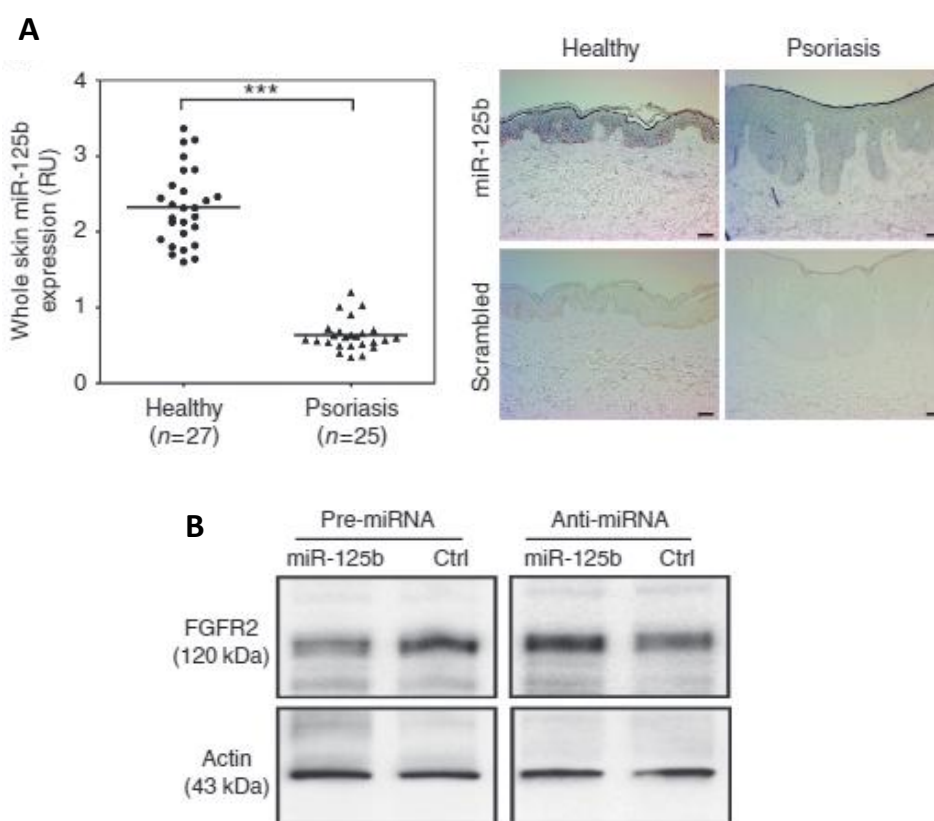 A
Healthy
Psoriasis
4
3
2
1
0
***
Whole skin miR-125b
expression (RU)
Healthy
(n=27)
Psoriasis
(n=25)
miR-125b
Scrambled
B
Pre-miRNA
Anti-miRNA
miR-125b
Ctrl
miR-125b
Ctrl
FGFR2
(120 kDa)
Actin
(43 kDa)